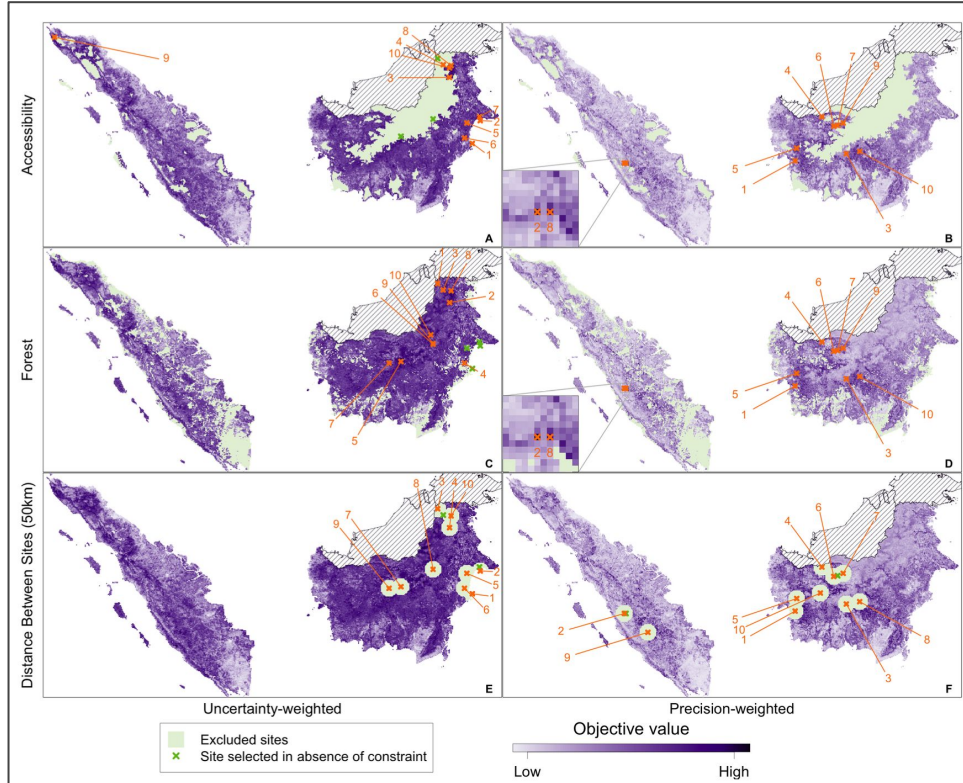 Accessibility
8
4
10
3
9
7
2
5
6
1
A
6
7
4
9
5
1
2 8
10
3
B
Forest
1 3 8
10
9
6
2
4
7
5
C
6
7
4
9
5
1
2 8
10
3
D
Distance Between Sites (50km)
3 4 10
8
7
9
2
5
1
6
E
6
4
7
5
10
1
2
9
8
3
F
Uncertainty-weighted
Precision-weighted
Excluded sites
Site selected in absence of constraint
Objective value
Low
High